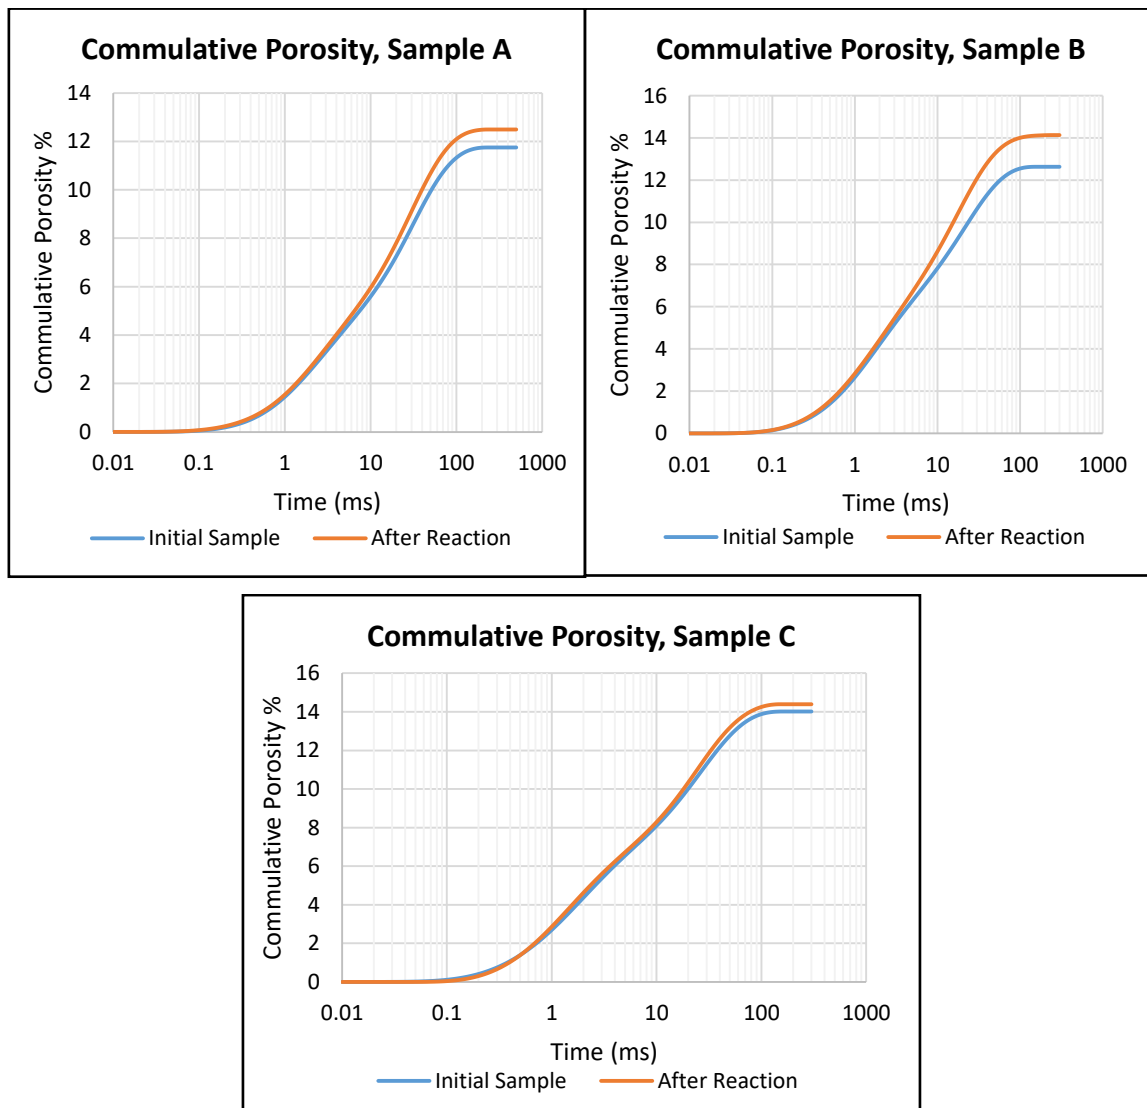 Commulative Porosity, Sample A
Commulative Porosity %
14
12
10
8
6
4
2
0
0.01 0.1 1 10 100 1000
Time (ms)
Initial Sample After Reaction
Commulative Porosity, Sample B
Commulative Porosity %
16
14
12
10
8
6
4
2
0
0.01 0.1 1 10 100 1000
Time (ms)
Initial Sample After Reaction
Commulative Porosity, Sample C
Commulative Porosity %
16
14
12
10
8
6
4
2
0
0.01 0.1 1 10 100 1000
Time (ms)
Initial Sample After Reaction